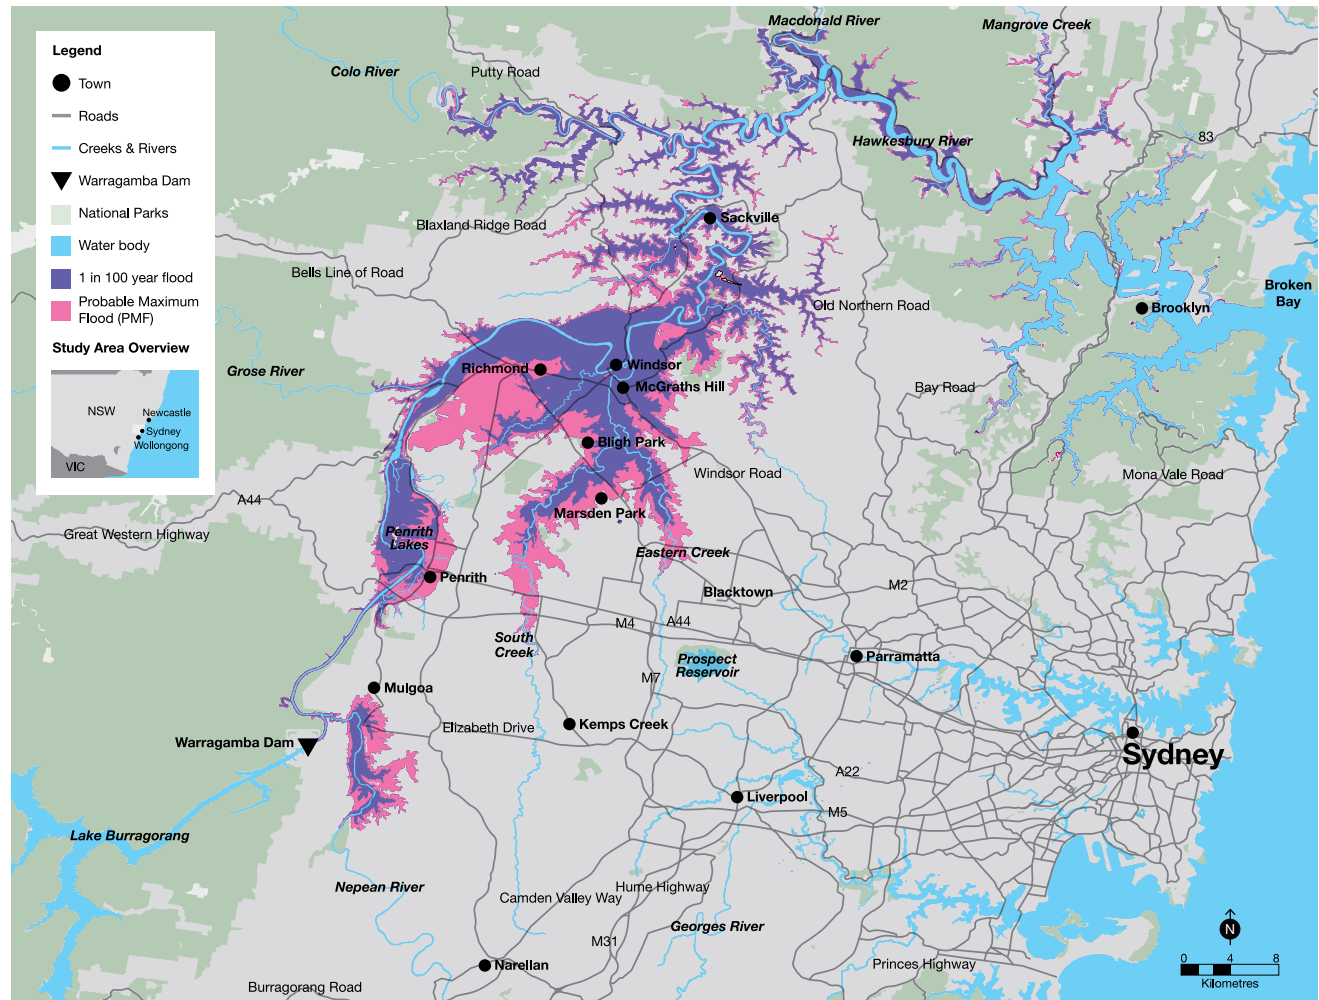 Legend
Town
Roads
Creeks & Rivers
Warragamba Dam
National Parks
Water body
1 in 100 year flood
Probable Maximum
Flood (PMF)
Study Area Overview
NSW
Newcastle
Sydney
Wollongong
VIC
Macdonald River
Mangrove Creek
Colo River
Putty Road
83
Hawkesbury River
Sackville
Blaxland Ridge Road
Bells Line of Road
Broken
Bay
Old Northern Road
Brooklyn
Grose River
Richmond
Windsor
McGraths Hill
Bay Road
Bligh Park
Windsor Road
Mona Vale Road
A44
Marsden Park
Great Western Highway
Penrith
Lakes
Eastern Creek
Penrith
Blacktown
M2
M4
A44
South
Creek
Prospect
Reservoir
Parramatta
M7
Mulgoa
Elizabeth Drive
Kemps Creek
Warragamba Dam
Sydney
A22
Liverpool
M5
Lake Burragorang
Nepean River
Hume Highway
Camden Valley Way
Georges River
M31
N
Narellan
Princes Highway
0 4 8
Kilometres
Burragorang Road